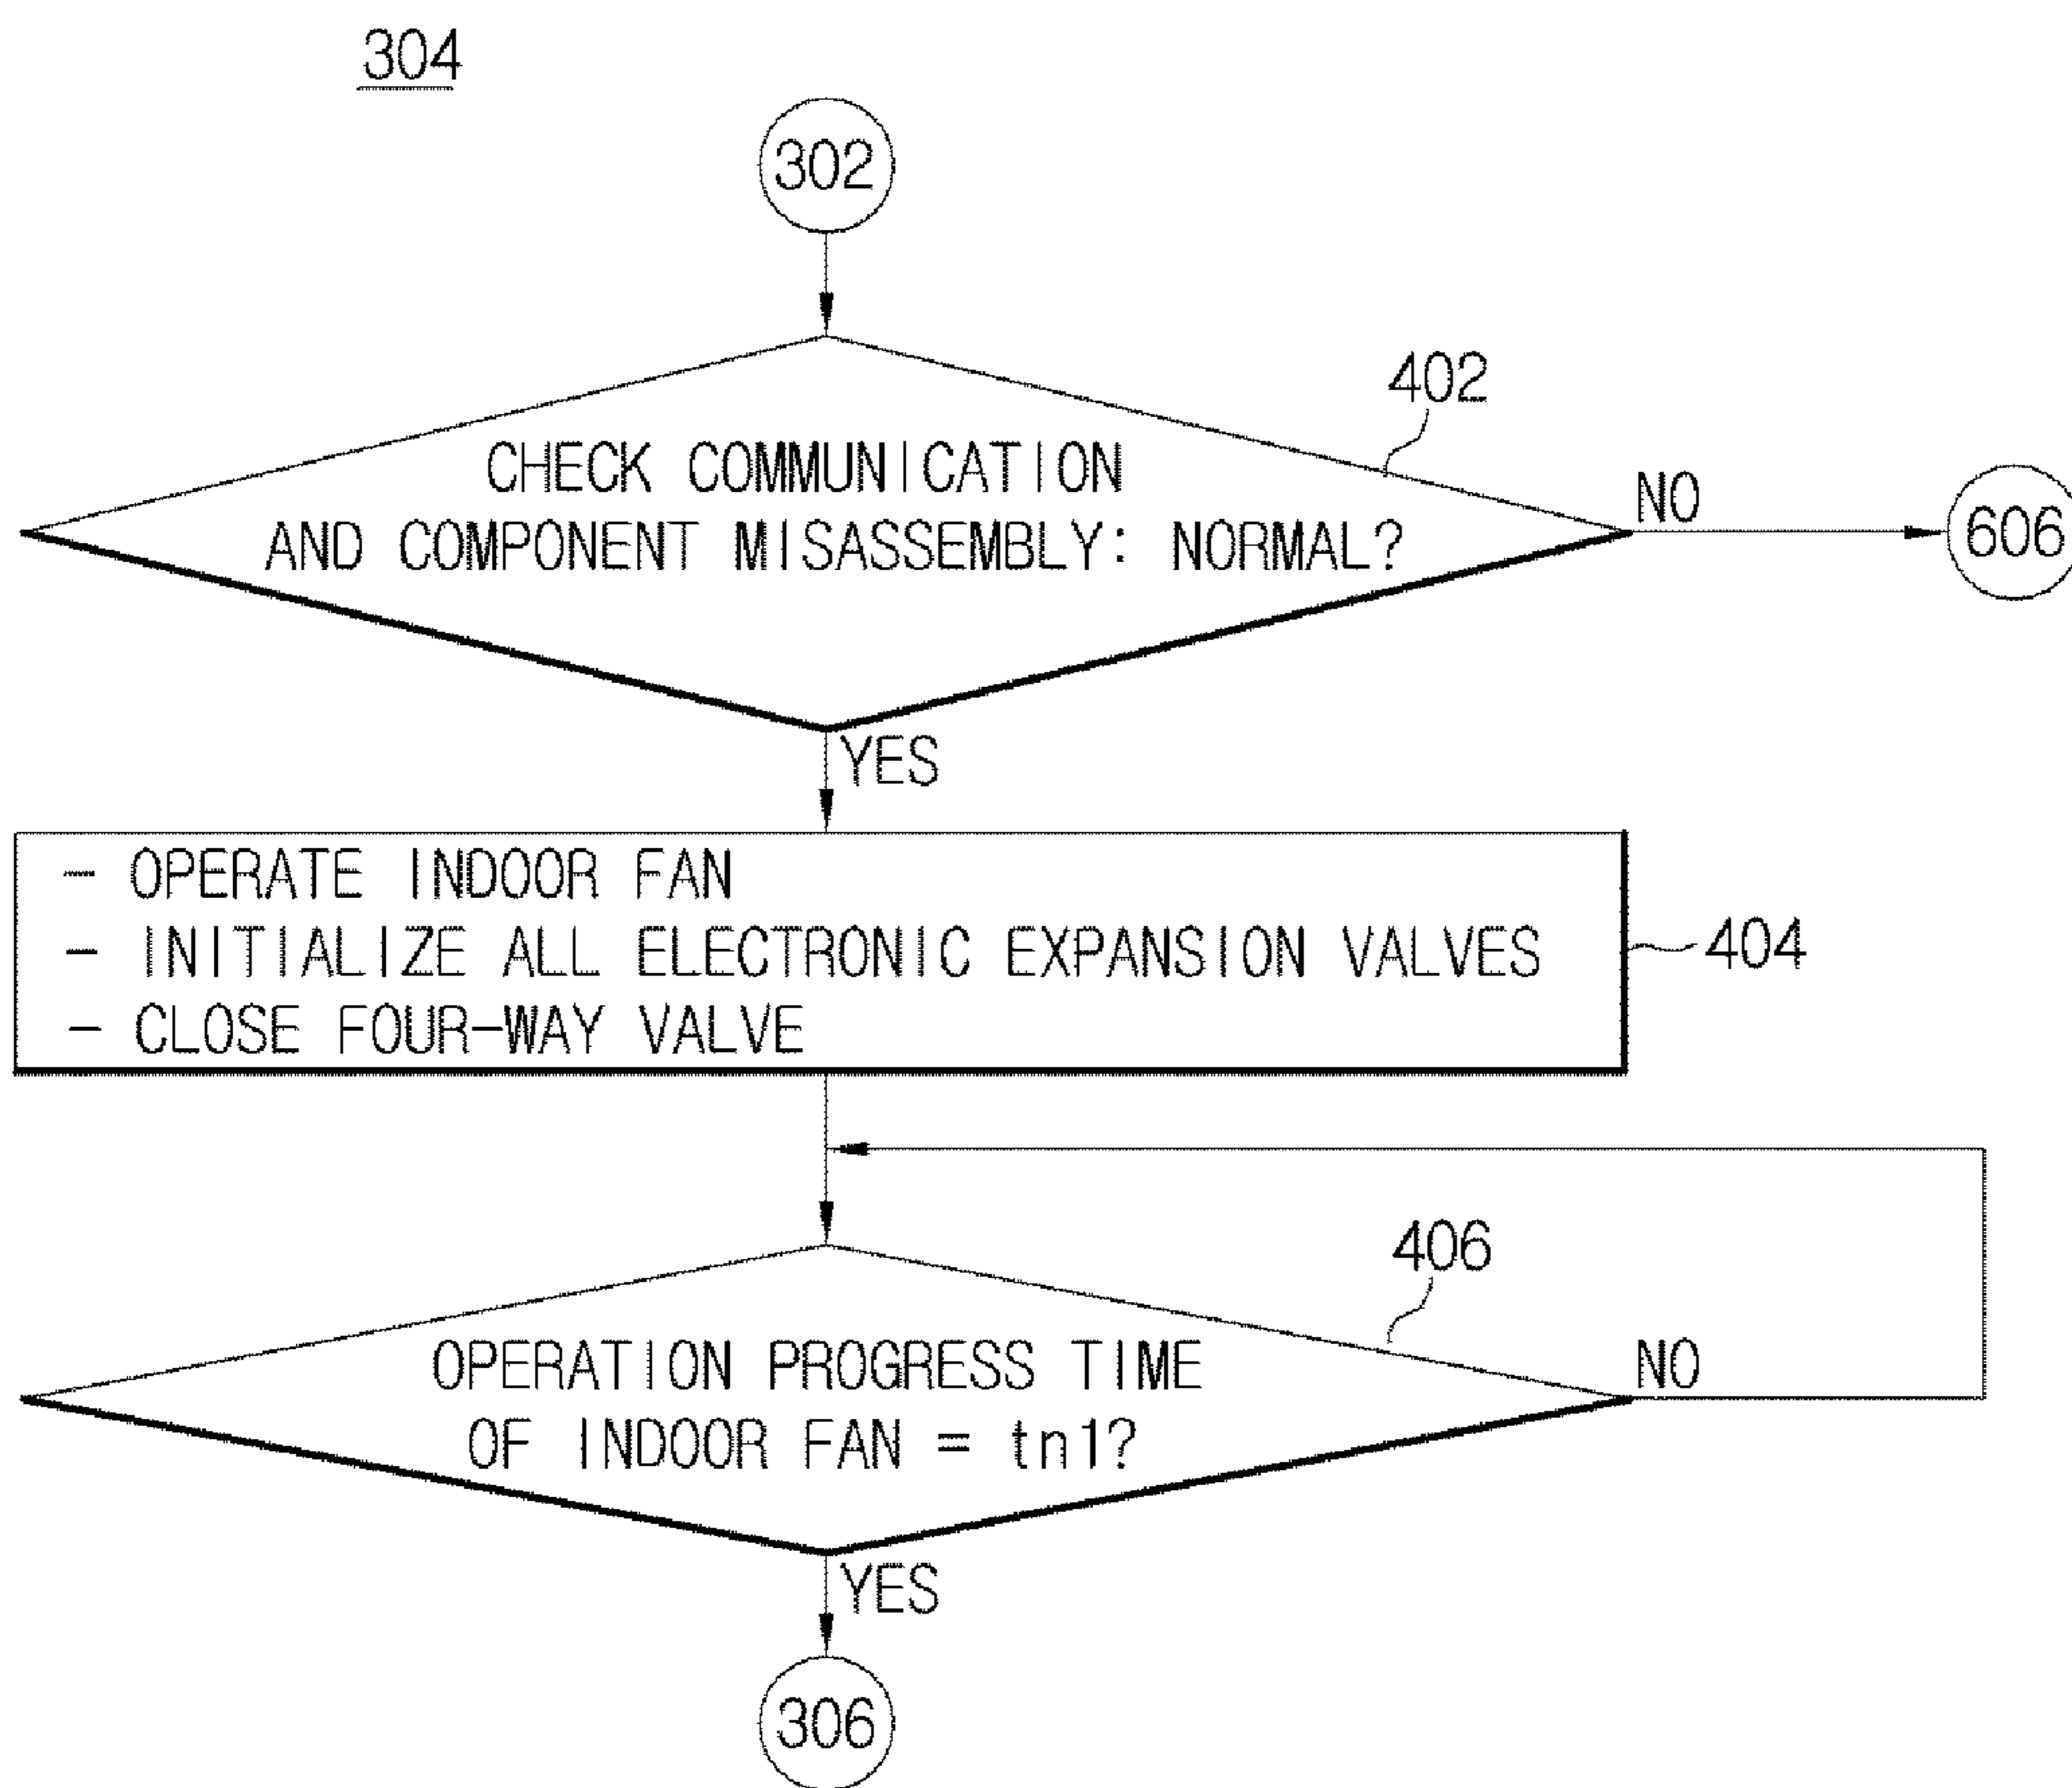 304
302
402
CHECK COMMUNICATION
AND COMPONENT MISASSEMBLY: NORMAL?
NO
606
YES
- OPERATE INDOOR FAN
- INITIALIZE ALL ELECTRONIC EXPANSION VALVES
- CLOSE FOUR-WAY VALVE
404
406
OPERATION PROGRESS TIME
OF INDOOR FAN = tn1?
NO
YES
306